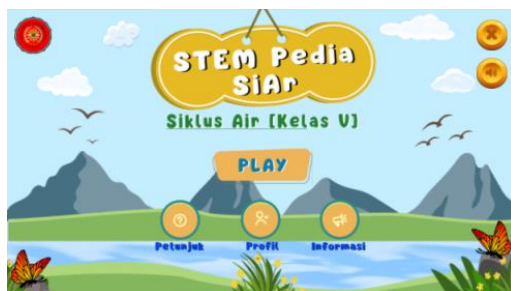 STEM Pedia
SiAr
Siklus Air [Kelas V]
PLAY
Petunjuk Profil Informasi